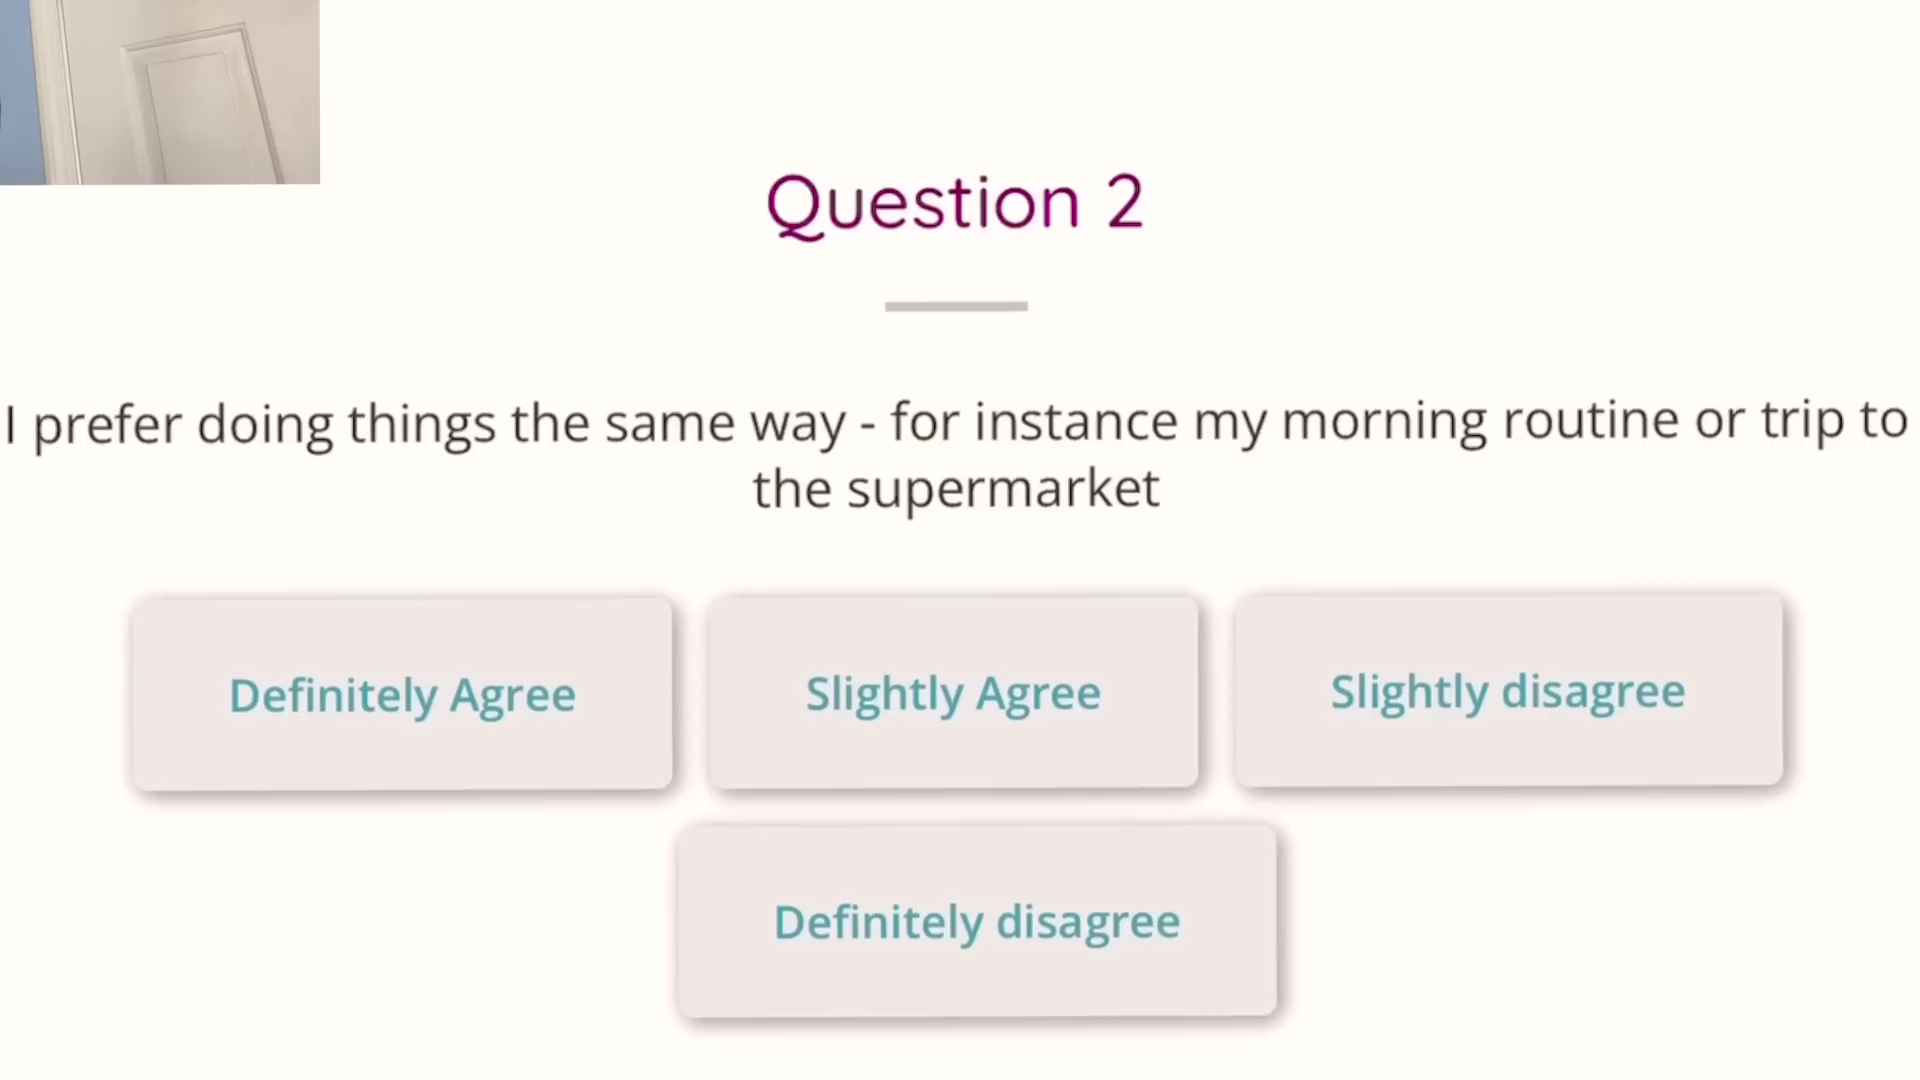 Question 2
I prefer doing things the same way - for instance my morning routine or trip to
the supermarket
Definitely Agree
Slightly Agree
Slightly disagree
Definitely disagree